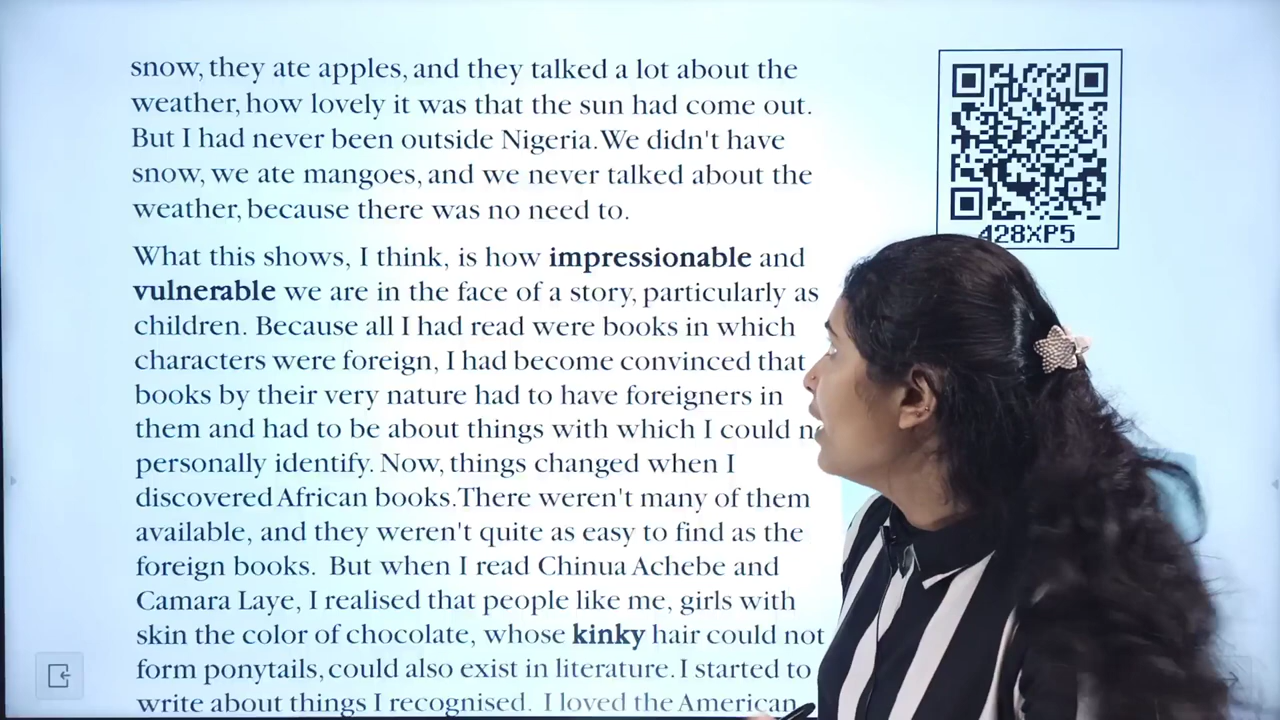 snow, they ate apples, and they talked a lot about the
weather, how lovely it was that the sun had come out.
But I had never been outside Nigeria. We didn't have
snow, we ate mangoes, and we never talked about the
weather, because there was no need to.
What this shows, I think, is how impressionable and
vulnerable we are in the face of a story, particularly as
children. Because all I had read were books in which
characters were foreign, I had become convinced that
books by their very nature had to have foreigners in
them and had to be about things with which I could
personally identify. Now, things changed when I
discovered African books. There weren't many of them
available, and they weren't quite as easy to find as the
foreign books. But when I read Chinua Achebe and
Camara Laye, I realised that people like me, girls with
skin the color of chocolate, whose kinky hair could not
form ponytails, could also exist in literature. I started to
write about things I recognised. I loved the American
428XP5